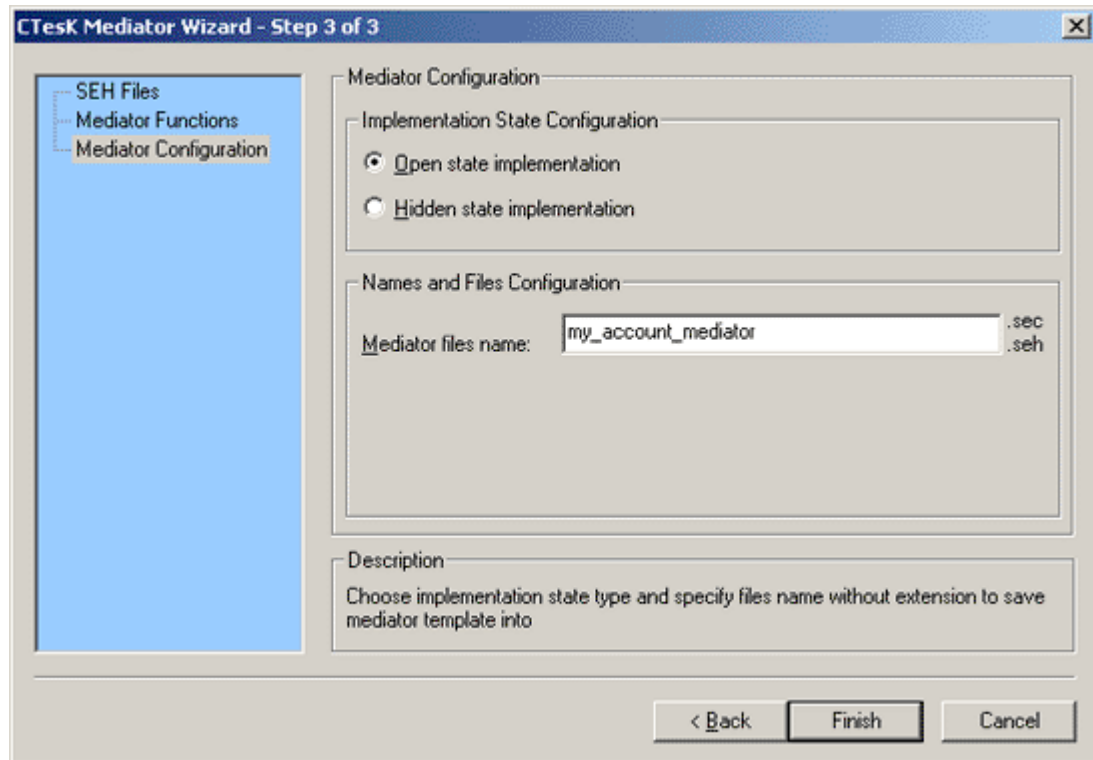 CTesK Mediator Wizard - Step 3 of 3
SEH Files
Mediator Functions
Mediator Configuration
Mediator Configuration
Implementation State Configuration
Open state implementation
Hidden state implementation
Names and Files Configuration
Mediator files name:
my_account_mediator
.sec
.seh
Description
Choose implementation state type and specify files name without extension to save
mediator template into
< Back
Finish
Cancel